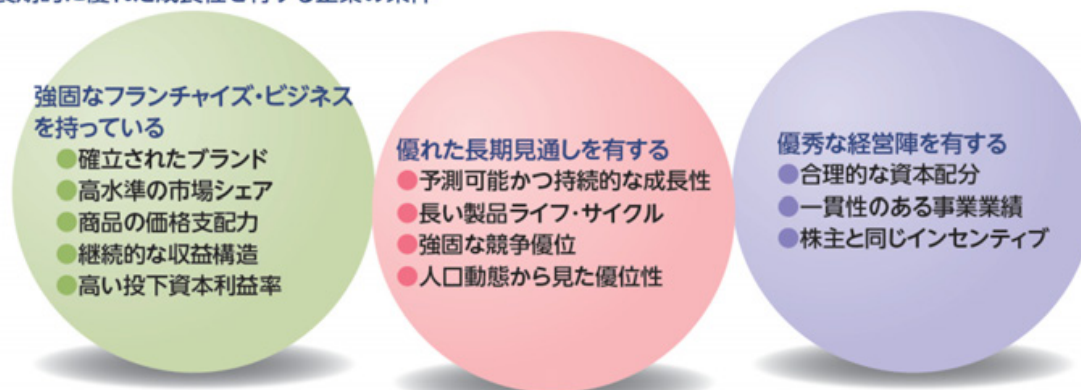 強固なフランチャイズ・ビジネス
を持っている
●確立されたブランド
●高水準の市場シェア
●商品の価格支配力
●継続的な収益構造
●高い投下資本利益率
優れた長期見通しを有する
●予測可能かつ持続的な成長性
●長い製品ライフ・サイクル
●強固な競争優位
●人口動態から見た優位性
優秀な経営陣を有する
●合理的な資本配分
●一貫性のある事業業績
●株主と同じインセンティブ